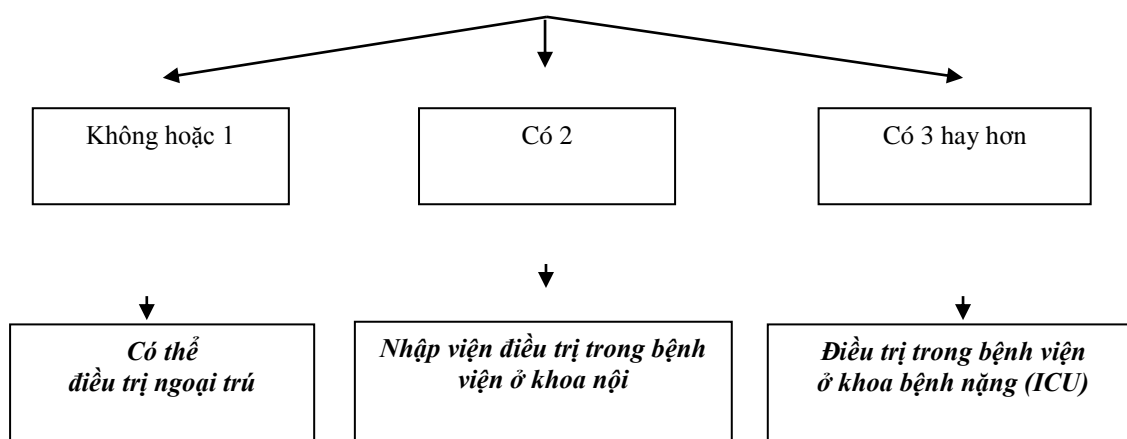 Không hoặc 1
Có 2
Có 3 hay hơn
Có thể
điều trị ngoại trú
Nhập viện điều trị trong bệnh
viện ở khoa nội
Điều trị trong bệnh viện
ở khoa bệnh nặng (ICU)